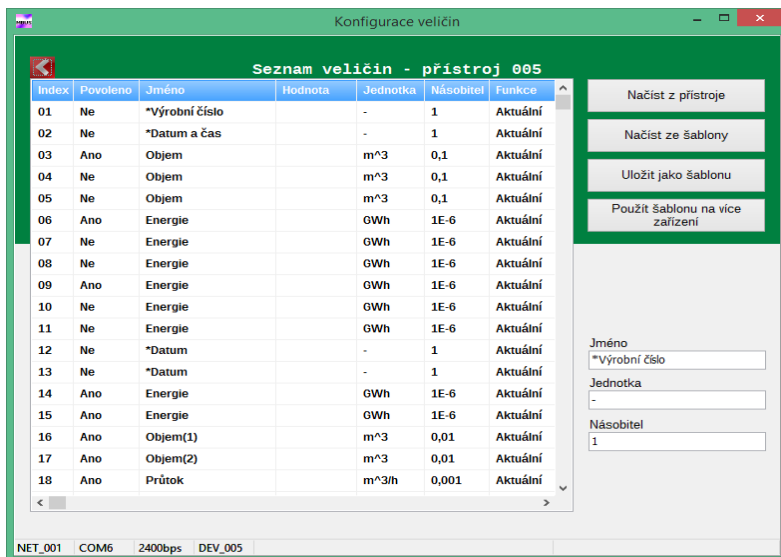 MBUS
Konfigurace veličin
Seznam veličin - přístroj 005
Index Povoleno Jméno Hodnota Jednotka Násobitel Funkce
01 Ne *Výrobní číslo - 1 Aktuální
02 Ne *Datum a čas - 1 Aktuální
03 Ano Objem m^3 0,1 Aktuální
04 Ne Objem m^3 0,1 Aktuální
05 Ne Objem m^3 0,1 Aktuální
06 Ano Energie GWh 1E-6 Aktuální
07 Ne Energie GWh 1E-6 Aktuální
08 Ne Energie GWh 1E-6 Aktuální
09 Ano Energie GWh 1E-6 Aktuální
10 Ne Energie GWh 1E-6 Aktuální
11 Ne Energie GWh 1E-6 Aktuální
12 Ne *Datum - 1 Aktuální
13 Ne *Datum - 1 Aktuální
14 Ano Energie GWh 1E-6 Aktuální
15 Ano Energie GWh 1E-6 Aktuální
16 Ano Objem(1) m^3 0,01 Aktuální
17 Ano Objem(2) m^3 0,01 Aktuální
18 Ano Průtok m^3/h 0,001 Aktuální
Načíst z přístroje
Načíst ze šablony
Uložit jako šablonu
Použít šablonu na více
zařízení
Jméno
*Výrobní číslo
Jednotka
-
Násobitel
1
NET_001 COM6 2400bps DEV_005